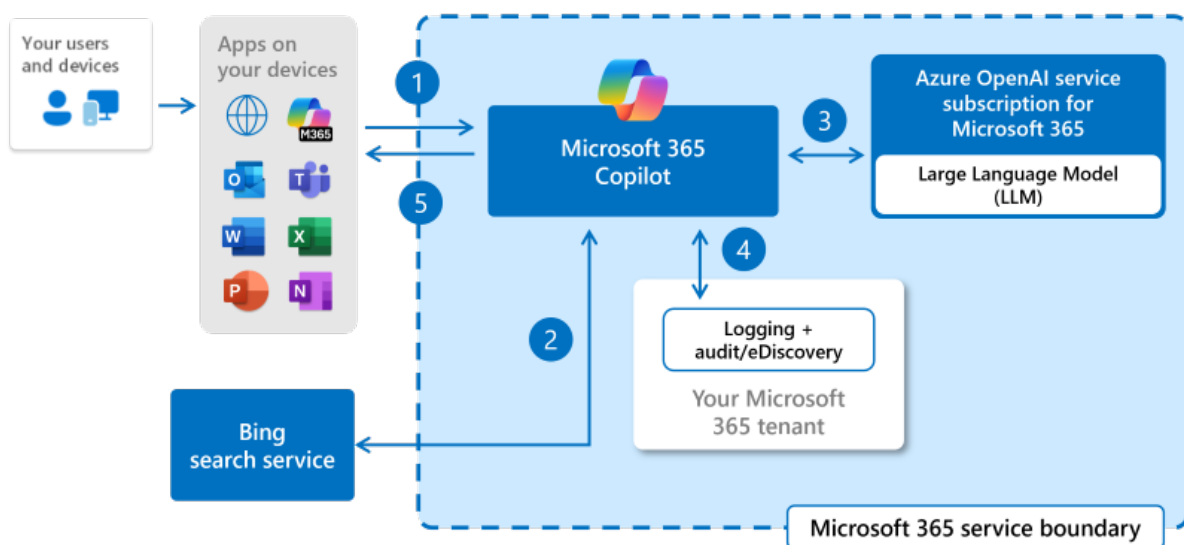 Your users
and devices
Apps on
your devices
M365
O
T
W
X
P
N
1
5
Microsoft 365
Copilot
3
Azure OpenAI service
subscription for
Microsoft 365
Large Language Model
(LLM)
4
2
Logging +
audit/eDiscovery
Your Microsoft
365 tenant
Bing
search service
Microsoft 365 service boundary